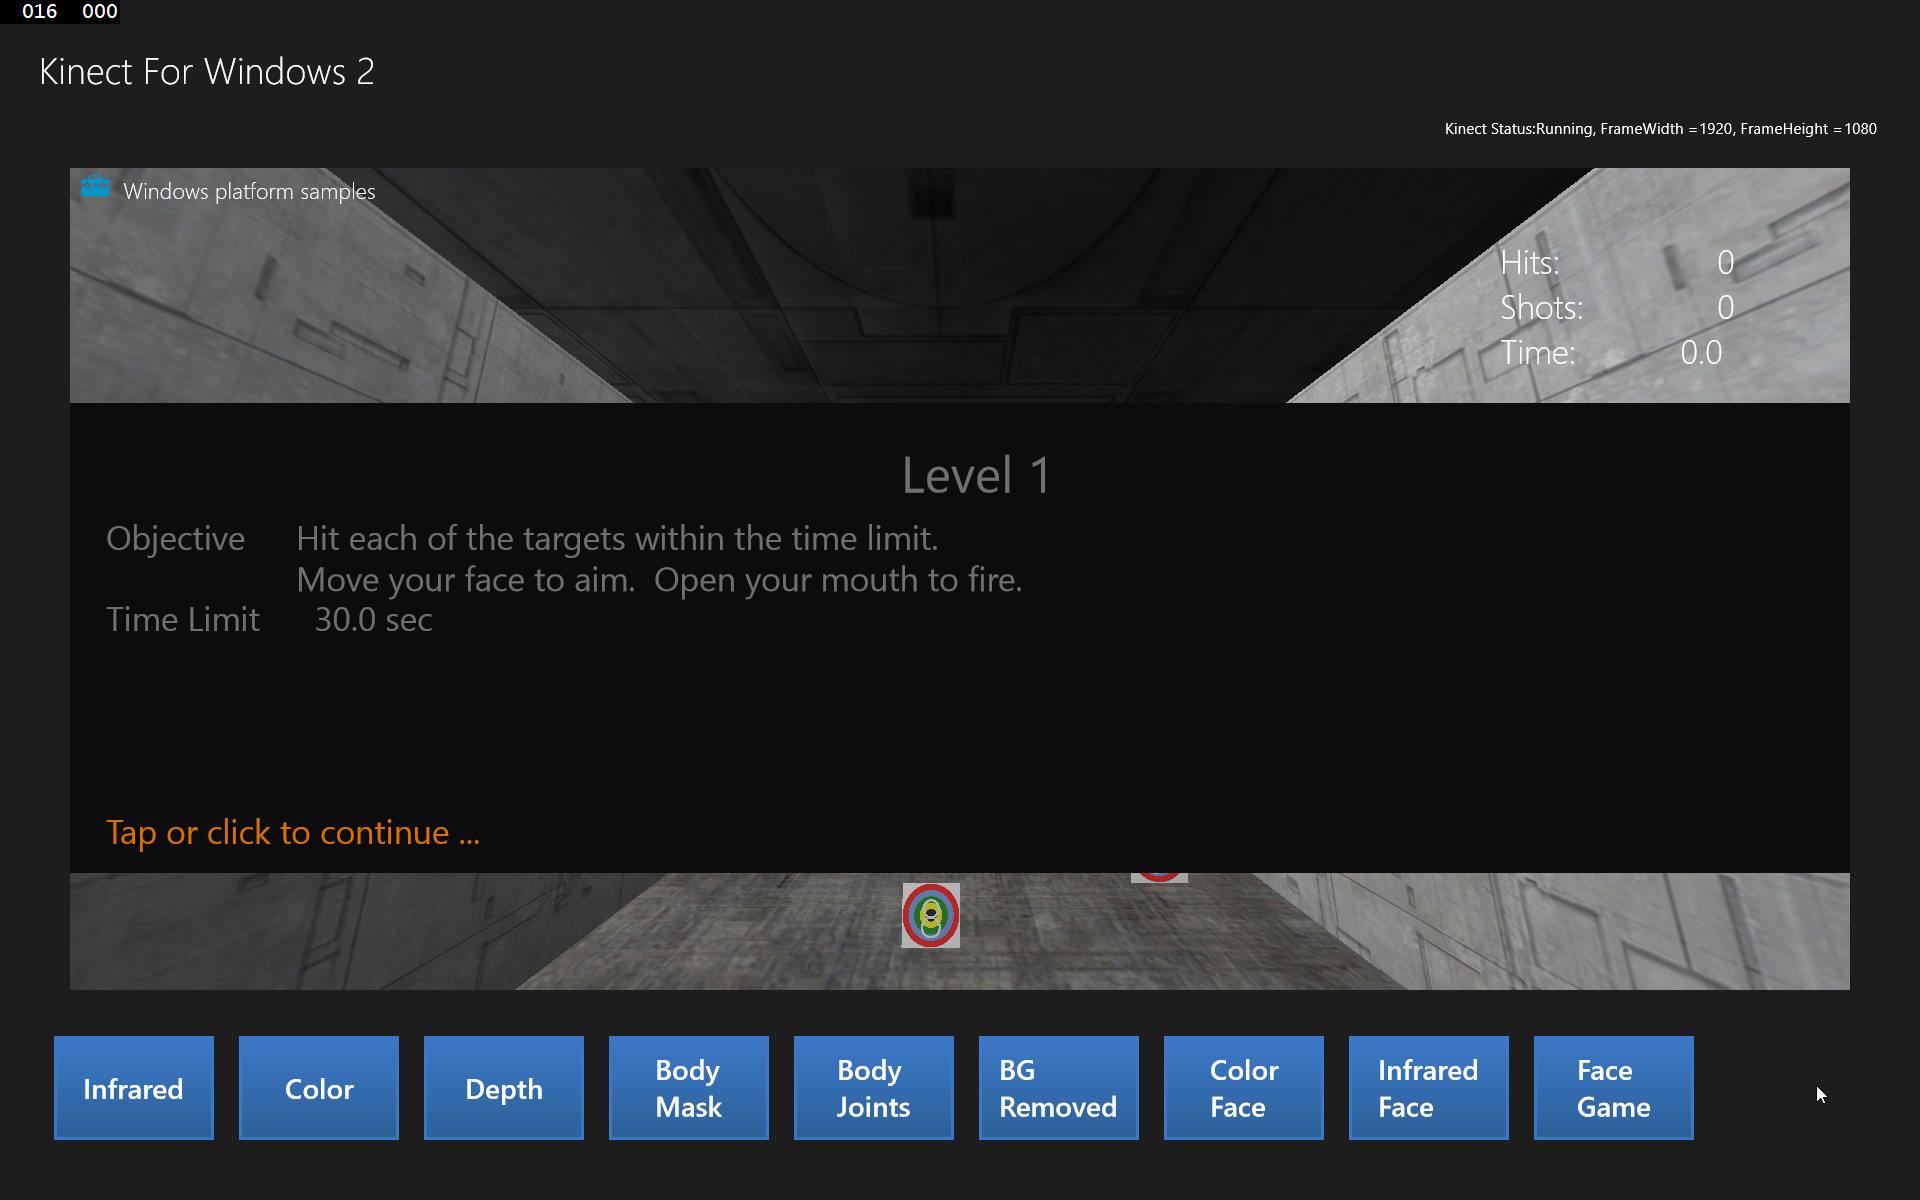 016 000
Kinect For Windows 2
Kinect Status:Running, FrameWidth =1920, FrameHeight =1080
Windows platform samples
Hits: 0
Shots: 0
Time: 0.0
Level 1
Objective Hit each of the targets within the time limit.
Move your face to aim.  Open your mouth to fire.
Time Limit 30.0 sec
Tap or click to continue ...
Infrared
Color
Depth
Body
Mask
Body
Joints
BG
Removed
Color
Face
Infrared
Face
Face
Game